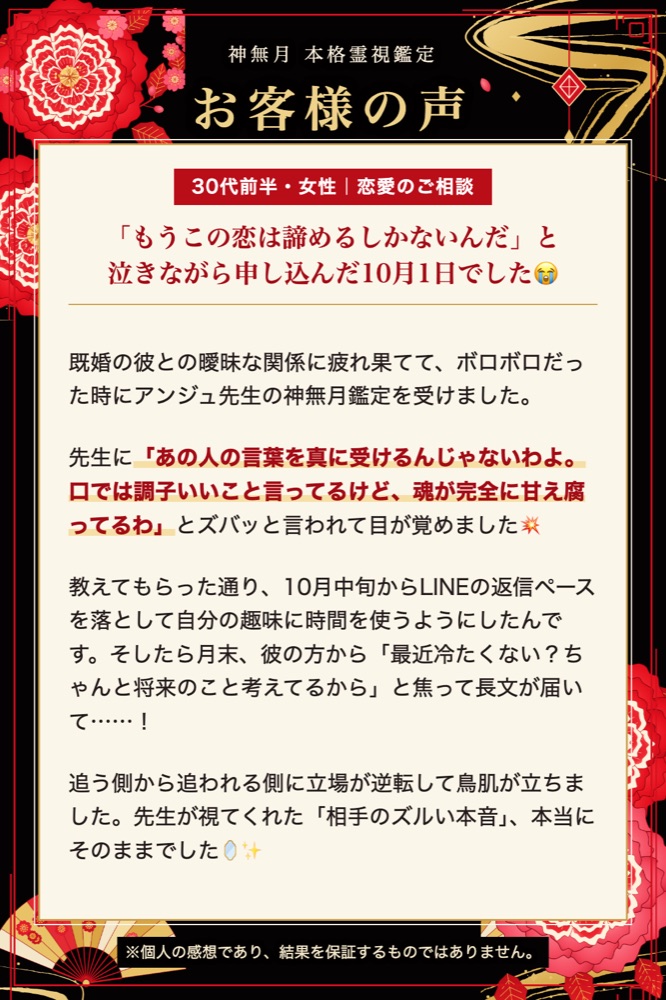 神無月 本格霊視鑑定
お客様の声
30代前半・女性｜恋愛のご相談
「もうこの恋は諦めるしかないんだ」と
泣きながら申し込んだ10月1日でした😭
既婚の彼との曖昧な関係に疲れ果てて、ボロボロだっ
た時にアンジュ先生の神無月鑑定を受けました。
先生に「あの人の言葉を真に受けるんじゃないわよ。
口では調子いいこと言ってるけど、魂が完全に甘え腐
ってるわ」とズバッと言われて目が覚めました💥
教えてもらった通り、10月中旬からLINEの返信ペース
を落として自分の趣味に時間を使うようにしたんで
す。そしたら月末、彼の方から「最近冷たくない？ち
ゃんと将来のこと考えてるから」と焦って長文が届い
て……！
追う側から追われる側に立場が逆転して鳥肌が立ちま
した。先生が視てくれた「相手のズルい本音」、本当に
そのままでした🪞✨
※個人の感想であり、結果を保証するものではありません。